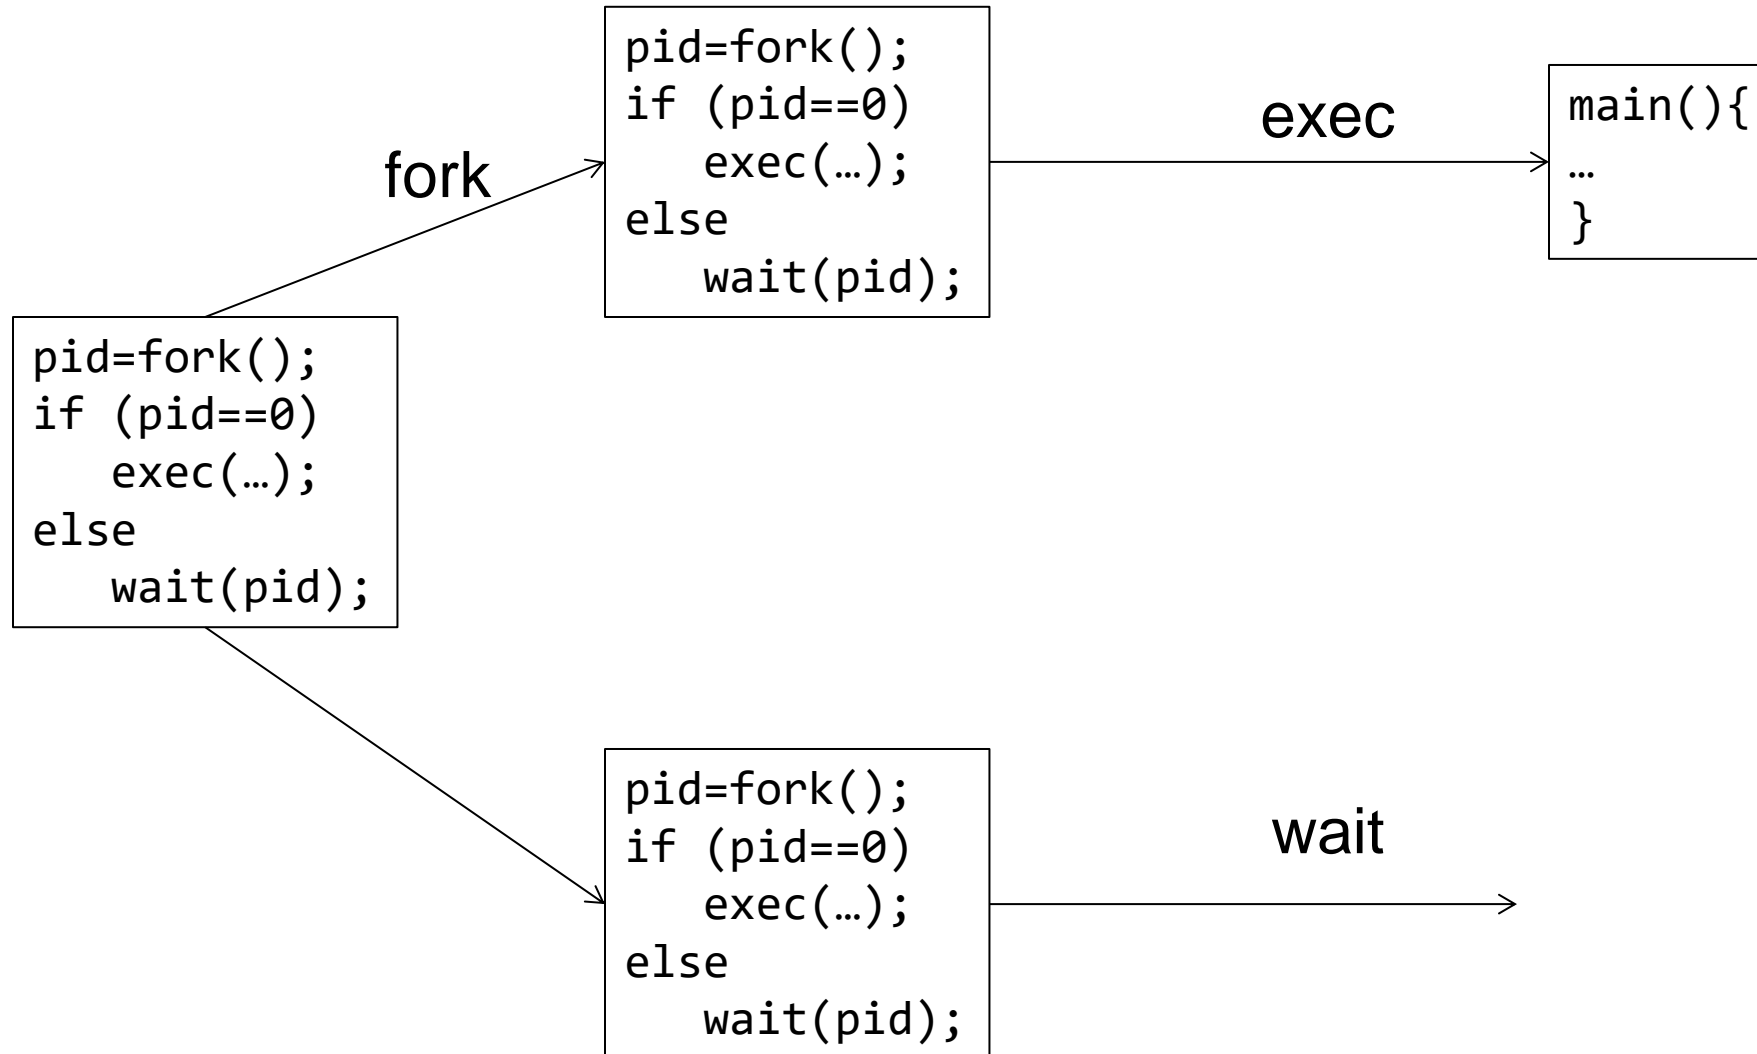 pid=fork();
if (pid==0)
   exec(…);
else
   wait(pid);
fork
pid=fork();
if (pid==0)
   exec(…);
else
   wait(pid);
exec
main(){
…
}
pid=fork();
if (pid==0)
   exec(…);
else
   wait(pid);
wait